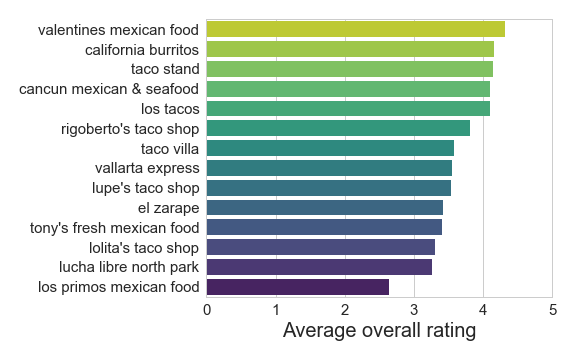 valentines mexican food
california burritos
taco stand
cancun mexican & seafood
los tacos
rigoberto's taco shop
taco villa
vallarta express
lupe's taco shop
el zarape
tony's fresh mexican food
lolita's taco shop
lucha libre north park
los primos mexican food
0 1 2 3 4 5
Average overall rating